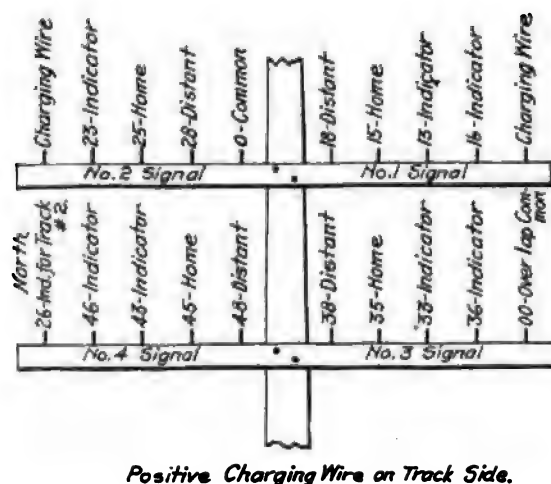 Charging Wire
23-Indicator
25-Home
28-Distant
0-Common
18-Distant
15-Home
13-Indicator
16-Indicator
Charging Wire
No. 2 Signal
No. 1 Signal
North
26-Ind. for Track
#2.
46-Indicator
43-Indicator
45-Home
48-Distant
38-Distant
35-Home
33-Indicator
36-Indicator
00-Over lap Com-
mon
No. 4 Signal
No. 3 Signal
Positive Charging Wire on Track Side.